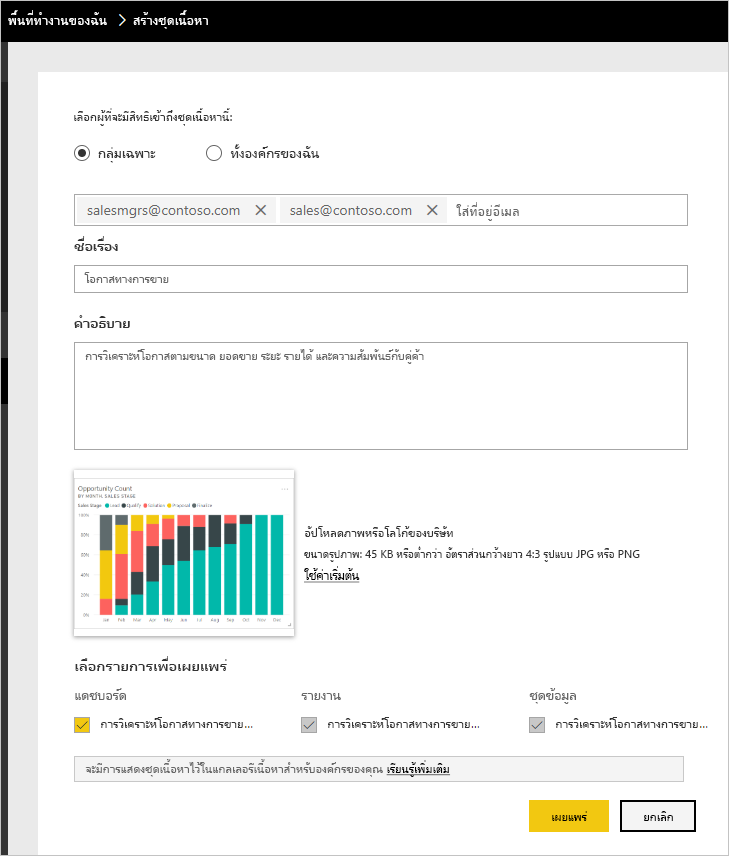 พื้นที่ทำงานของฉัน > สร้างชุดเนื้อหา
เลือกผู้ที่จะมีสิทธิเข้าถึงชุดเนื้อหานี้:
กลุ่มเฉพาะ ทั้งองค์กรของฉัน
salesmgrs@contoso.com sales@contoso.com ใส่ที่อยู่อีเมล
ชื่อเรื่อง
โอกาสทางการขาย
คำอธิบาย
การวิเคราะห์โอกาสตามขนาด ยอดขาย ระยะ รายได้ และความสัมพันธ์กับคู่ค้า
Opportunity Count
BY MONTH, SALES STAGE
Sales Stage Lead Qualify Solution Proposal Finalize
100% 100%
80% 80%
60% 60%
40% 40%
20% 20%
0% 0%
Jan Feb Mar Apr May Jun Jul Aug Sep Oct Nov Dec
อัปโหลดภาพหรือโลโก้ของบริษัท
ขนาดรูปภาพ: 45 KB หรือต่ำกว่า อัตราส่วนกว้างยาว 4:3 รูปแบบ JPG หรือ PNG
ใช้ค่าเริ่มต้น
เลือกรายการเพื่อเผยแพร่
แดชบอร์ด รายงาน ชุดข้อมูล
การวิเคราะห์โอกาสทางการขาย... การวิเคราะห์โอกาสทางการขาย... การวิเคราะห์โอกาสทางการขาย...
จะมีการแสดงชุดเนื้อหาไว้ในแกลเลอรีเนื้อหาสำหรับองค์กรของคุณ เรียนรู้เพิ่มเติม
เผยแพร่ ยกเลิก